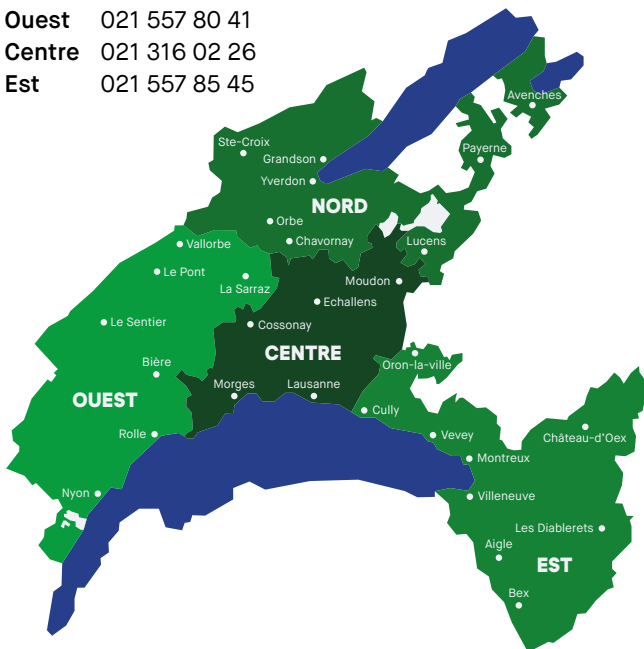 Ouest 021 557 80 41
Centre 021 316 02 26
Est 021 557 85 45
Avenches
Ste-Croix
Payerne
Grandson
Yverdon
NORD
Orbe
Chavornay
Lucens
Vallorbe
Le Pont
La Sarraz
Moudon
Echallens
Le Sentier
Cossonay
CENTRE
Bière
Oron-la-ville
Morges
Lausanne
OUEST
Cully
Rolle
Vevey
Château-d'Oex
Montreux
Nyon
Villeneuve
Les Diablerets
Aigle
EST
Bex